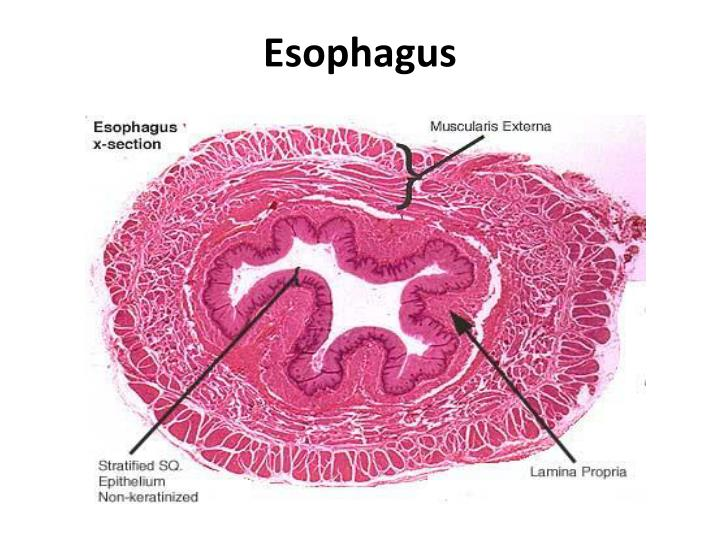 Esophagus
Esophagus
x-section
Muscularis Externa
Stratified SQ.
Epithelium
Non-keratinized
Lamina Propria